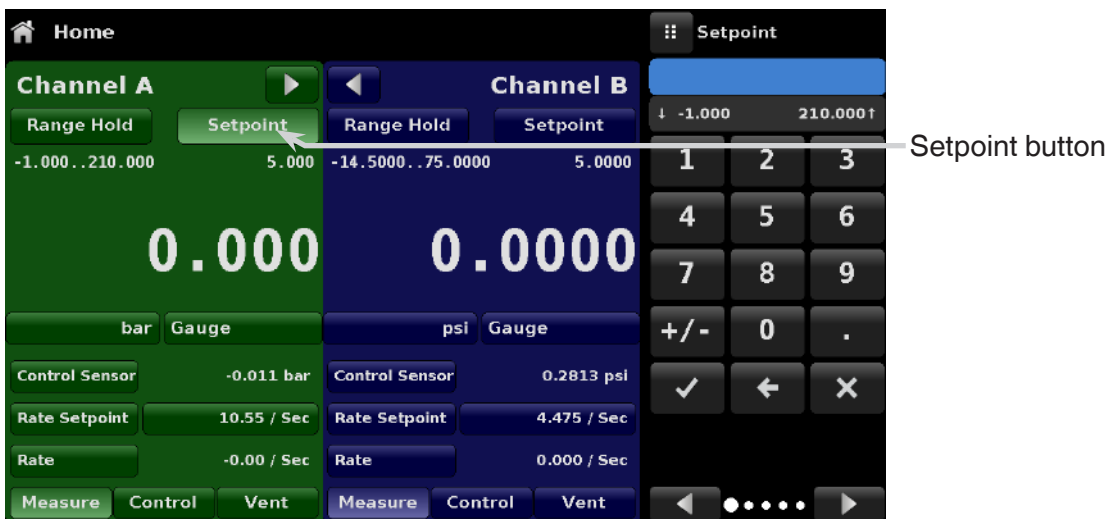 Home
Channel A
Range Hold Setpoint
-1.000..210.000 5.000
0.000
bar Gauge
Control Sensor -0.011 bar
Rate Setpoint 10.55 / Sec
Rate -0.00 / Sec
Measure Control Vent
Channel B
Range Hold Setpoint
-14.5000..75.0000 5.0000
0.0000
psi Gauge
Control Sensor 0.2813 psi
Rate Setpoint 4.475 / Sec
Rate 0.000 / Sec
Measure Control Vent
Setpoint
↓ -1.000 210.000↑
1 2 3
4 5 6
7 8 9
+/- 0 .
Setpoint button